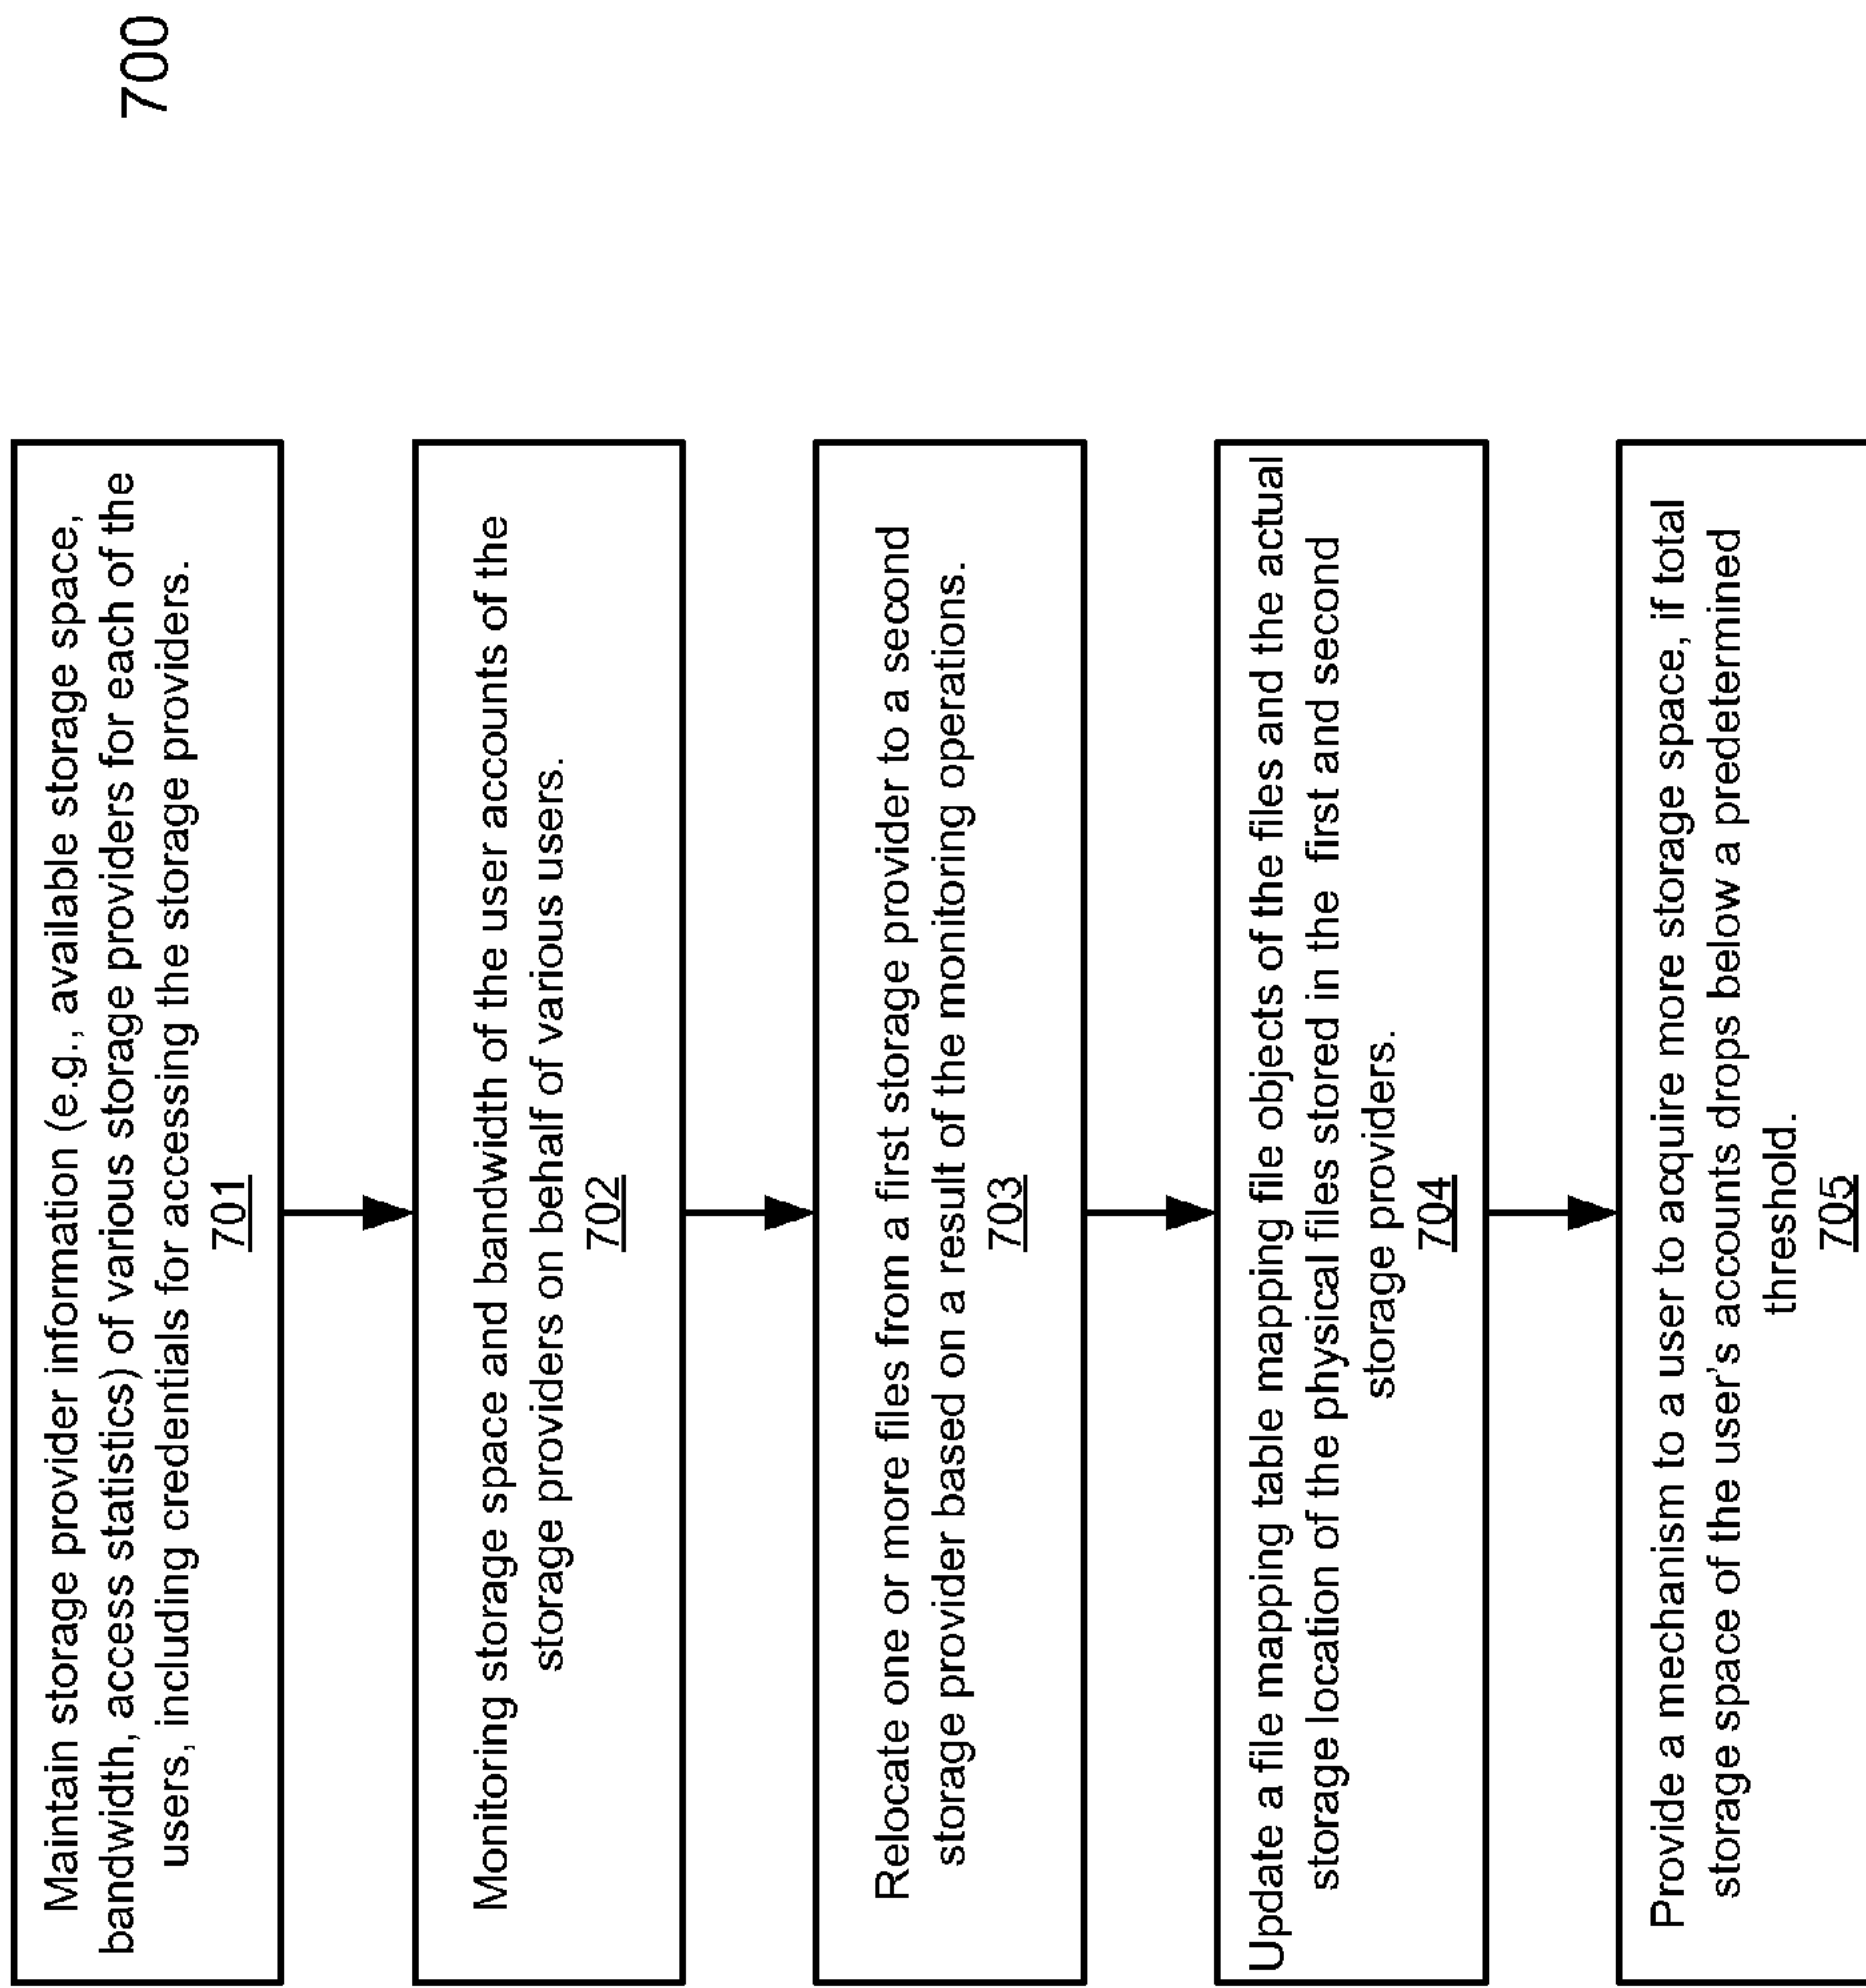 700
Maintain storage provider information (e.g., available storage space,
bandwidth, access statistics) of various storage providers for each of the
users, including credentials for accessing the storage providers.
701
Monitoring storage space and bandwidth of the user accounts of the
storage providers on behalf of various users.
702
Relocate one or more files from a first storage provider to a second
storage provider based on a result of the monitoring operations.
703
Update a file mapping table mapping file objects of the files and the actual
storage location of the physical files stored in the first and second
storage providers.
704
Provide a mechanism to a user to acquire more storage space, if total
storage space of the user's accounts drops below a predetermined
threshold.
705